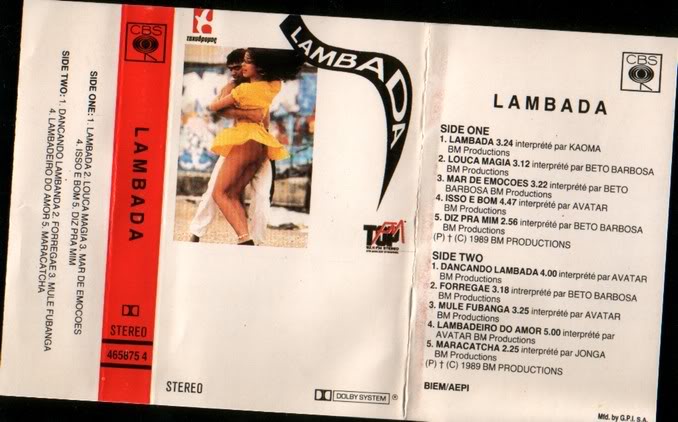 SIDE ONE: 1. LAMBADA 2. LOUCA MAGIA 3. MAR DE EMOCOES
4. ISSO E BOM 5. DIZ PRA MIM
SIDE TWO: 1. DANCANDO LAMBANDA 2. FORREGAE 3. MULE FUBANGA
4. LAMBADEIRO DO AMOR 5. MARACATCHA
CBS
LAMBADA
STEREO
465875 4
LAMBADA
STEREO
DOLBY SYSTEM ®
CBS
LAMBADA
SIDE ONE
1. LAMBADA 3.24 interprété par KAOMA
BM Productions
2. LOUCA MAGIA 3.12 interprété par BETO BARBOSA
BM Productions
3. MAR DE EMOCOES 3.22 interprété par BETO
BARBOSA BM Productions
4. ISSO E BOM 4.47 interprété par AVATAR
BM Productions
5. DIZ PRA MIM 2.56 interprété par BETO BARBOSA
BM Productions
(P) † (C) 1989 BM PRODUCTIONS
SIDE TWO
1. DANCANDO LAMBADA 4.00 interprété par AVATAR
BM Productions
2. FORREGAE 3.18 intreprété par BETO BARBOSA
BM Productions
3. MULE FUBANGA 3.25 interprété par AVATAR
BM Productions
4. LAMBADEIRO DO AMOR 5.00 interprété par
AVATAR BM Productions
5. MARACATCHA 2.25 interprété par JONGA
BM Productions
(P) † (C) 1989 BM PRODUCTIONS
BIEM/AEPI
Mfd. by G.P.I. s.A.